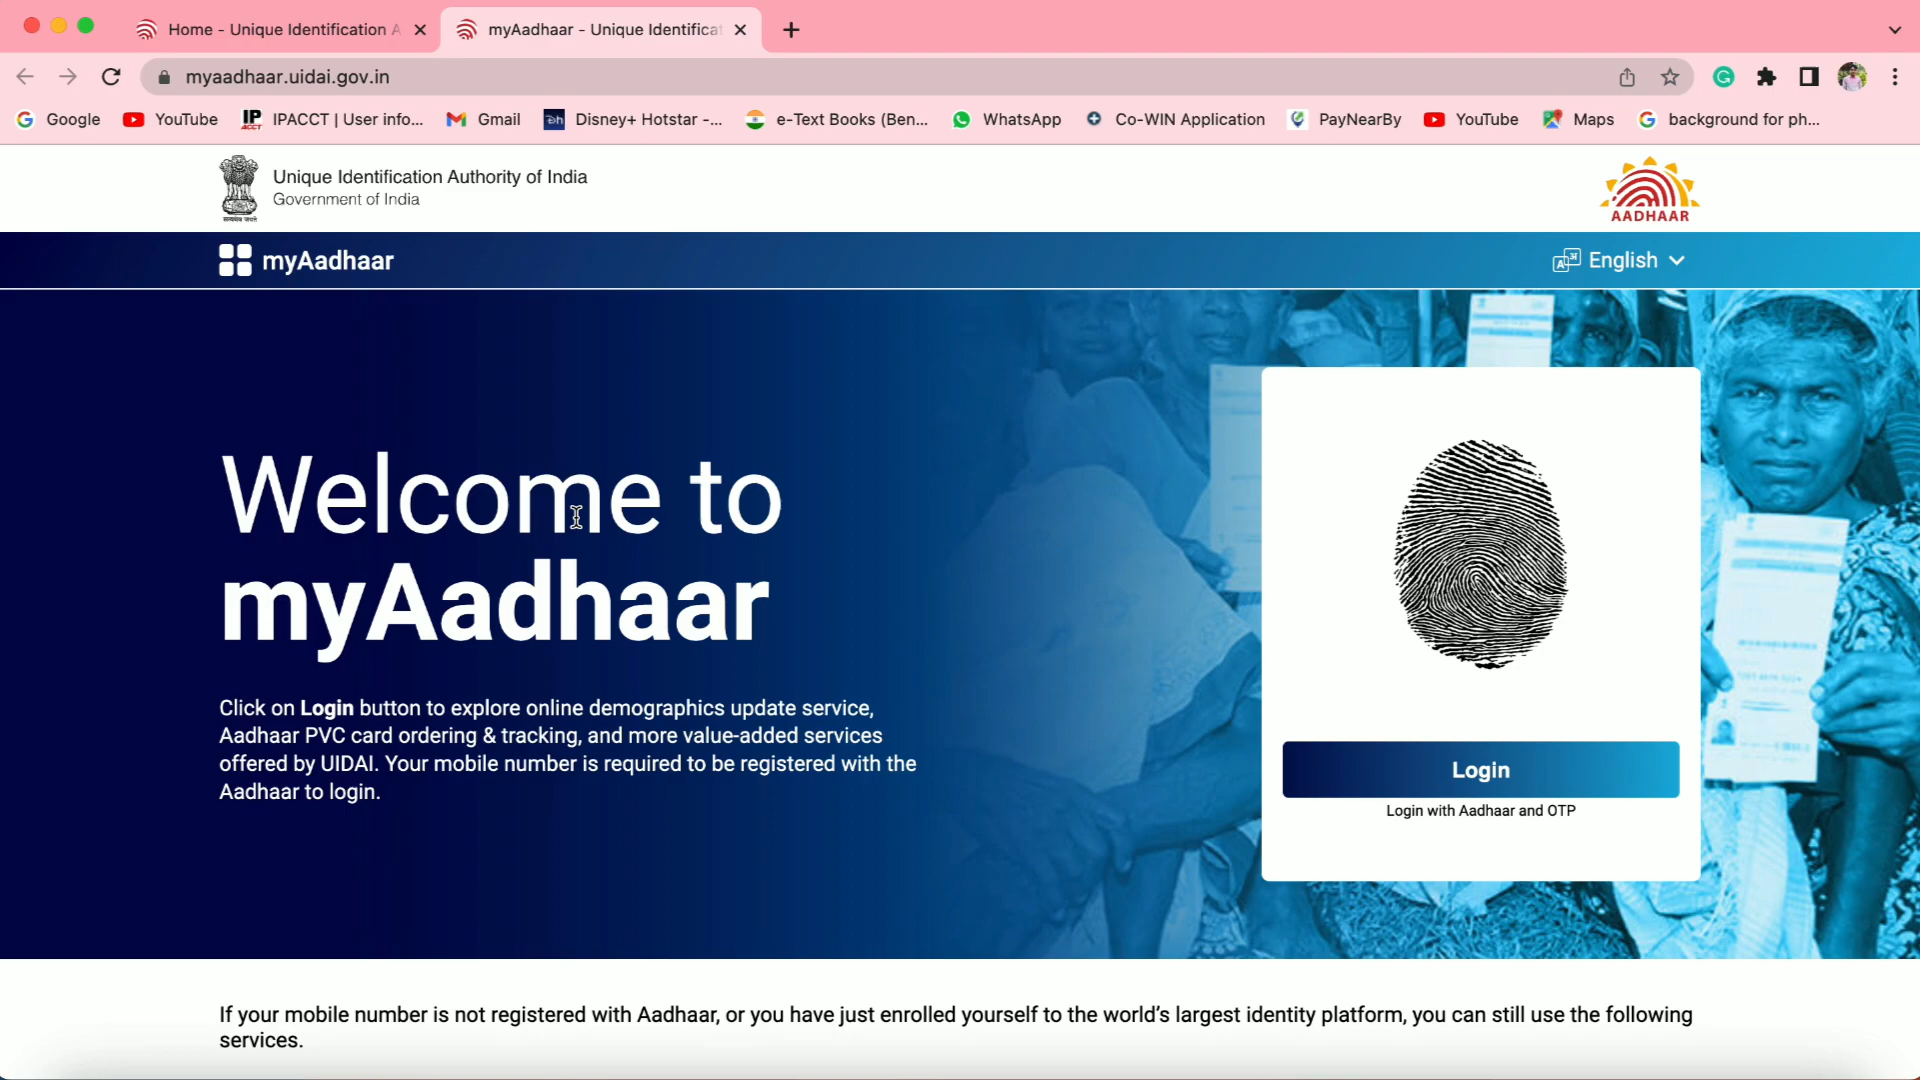 Home - Unique Identification A
myAadhaar - Unique Identificat
myaadhaar.uidai.gov.in
Google
YouTube
IPACCT | User info...
Gmail
Disney+ Hotstar -...
e-Text Books (Ben...
WhatsApp
Co-WIN Application
PayNearBy
YouTube
Maps
background for ph...
Unique Identification Authority of India
Government of India
AADHAAR
myAadhaar
English
Welcome to
myAadhaar
Click on Login button to explore online demographics update service,
Aadhaar PVC card ordering & tracking, and more value-added services
offered by UIDAI. Your mobile number is required to be registered with the
Aadhaar to login.
Login
Login with Aadhaar and OTP
If your mobile number is not registered with Aadhaar, or you have just enrolled yourself to the world’s largest identity platform, you can still use the following
services.